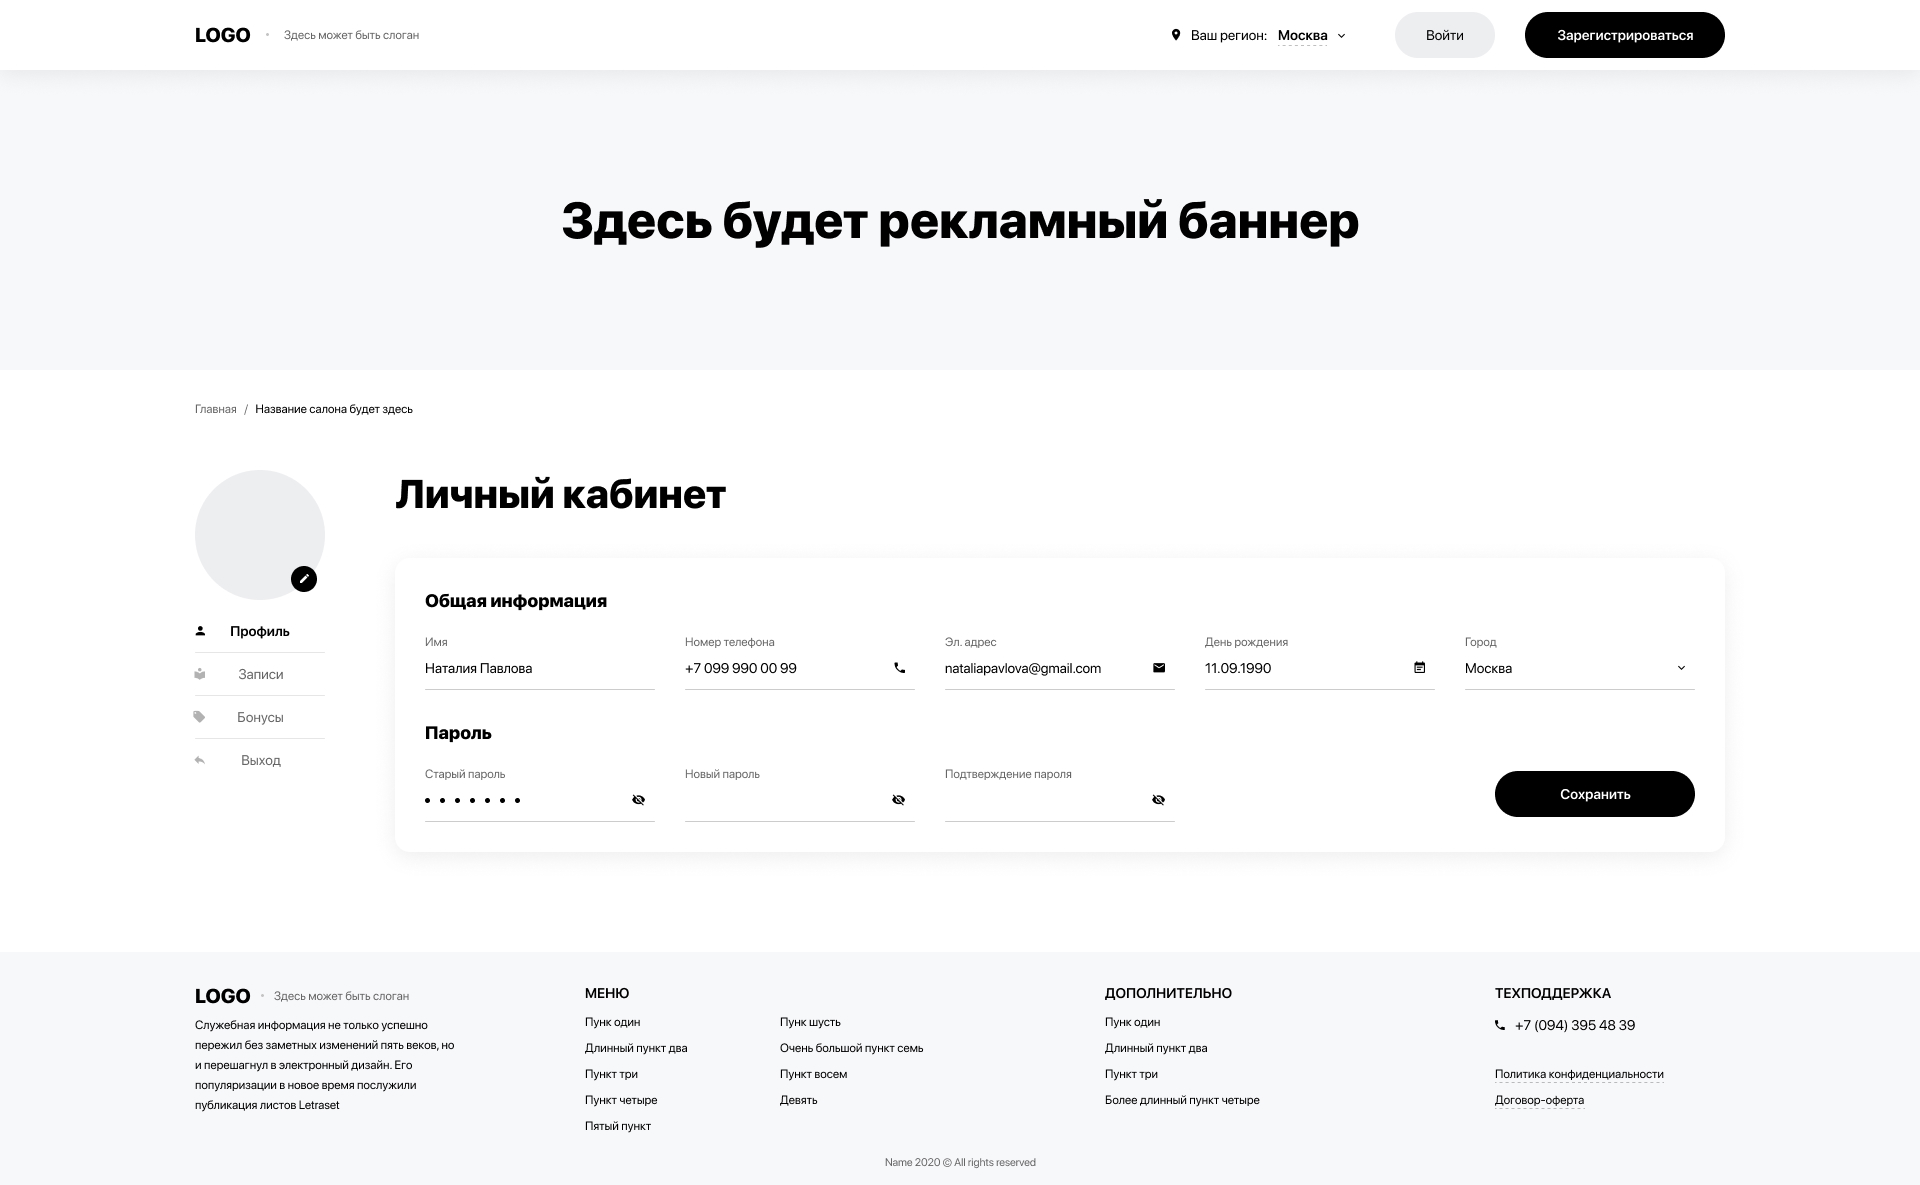 LOGO • Здесь может быть слоган
Ваш регион: Москва
Войти
Зарегистрироваться
Здесь будет рекламный баннер
Главная / Название салона будет здесь
Личный кабинет
Профиль
Записи
Бонусы
Выход
Общая информация
Имя
Наталия Павлова
Номер телефона
+7 099 990 00 99
Эл. адрес
nataliapavlova@gmail.com
День рождения
11.09.1990
Город
Москва
Пароль
Старый пароль
• • • • • • •
Новый пароль
Подтверждение пароля
Сохранить
LOGO • Здесь может быть слоган
Служебная информация не только успешно
пережил без заметных изменений пять веков, но
и перешагнул в электронный дизайн. Его
популяризации в новое время послужили
публикация листов Letraset
МЕНЮ
Пунк один
Длинный пункт два
Пункт три
Пункт четыре
Пятый пункт
Пунк шусть
Очень большой пункт семь
Пункт восем
Девять
ДОПОЛНИТЕЛЬНО
Пунк один
Длинный пункт два
Пункт три
Более длинный пункт четыре
ТЕХПОДДЕРЖКА
+7 (094) 395 48 39
Политика конфиденциальности
Договор-оферта
Name 2020 © All rights reserved